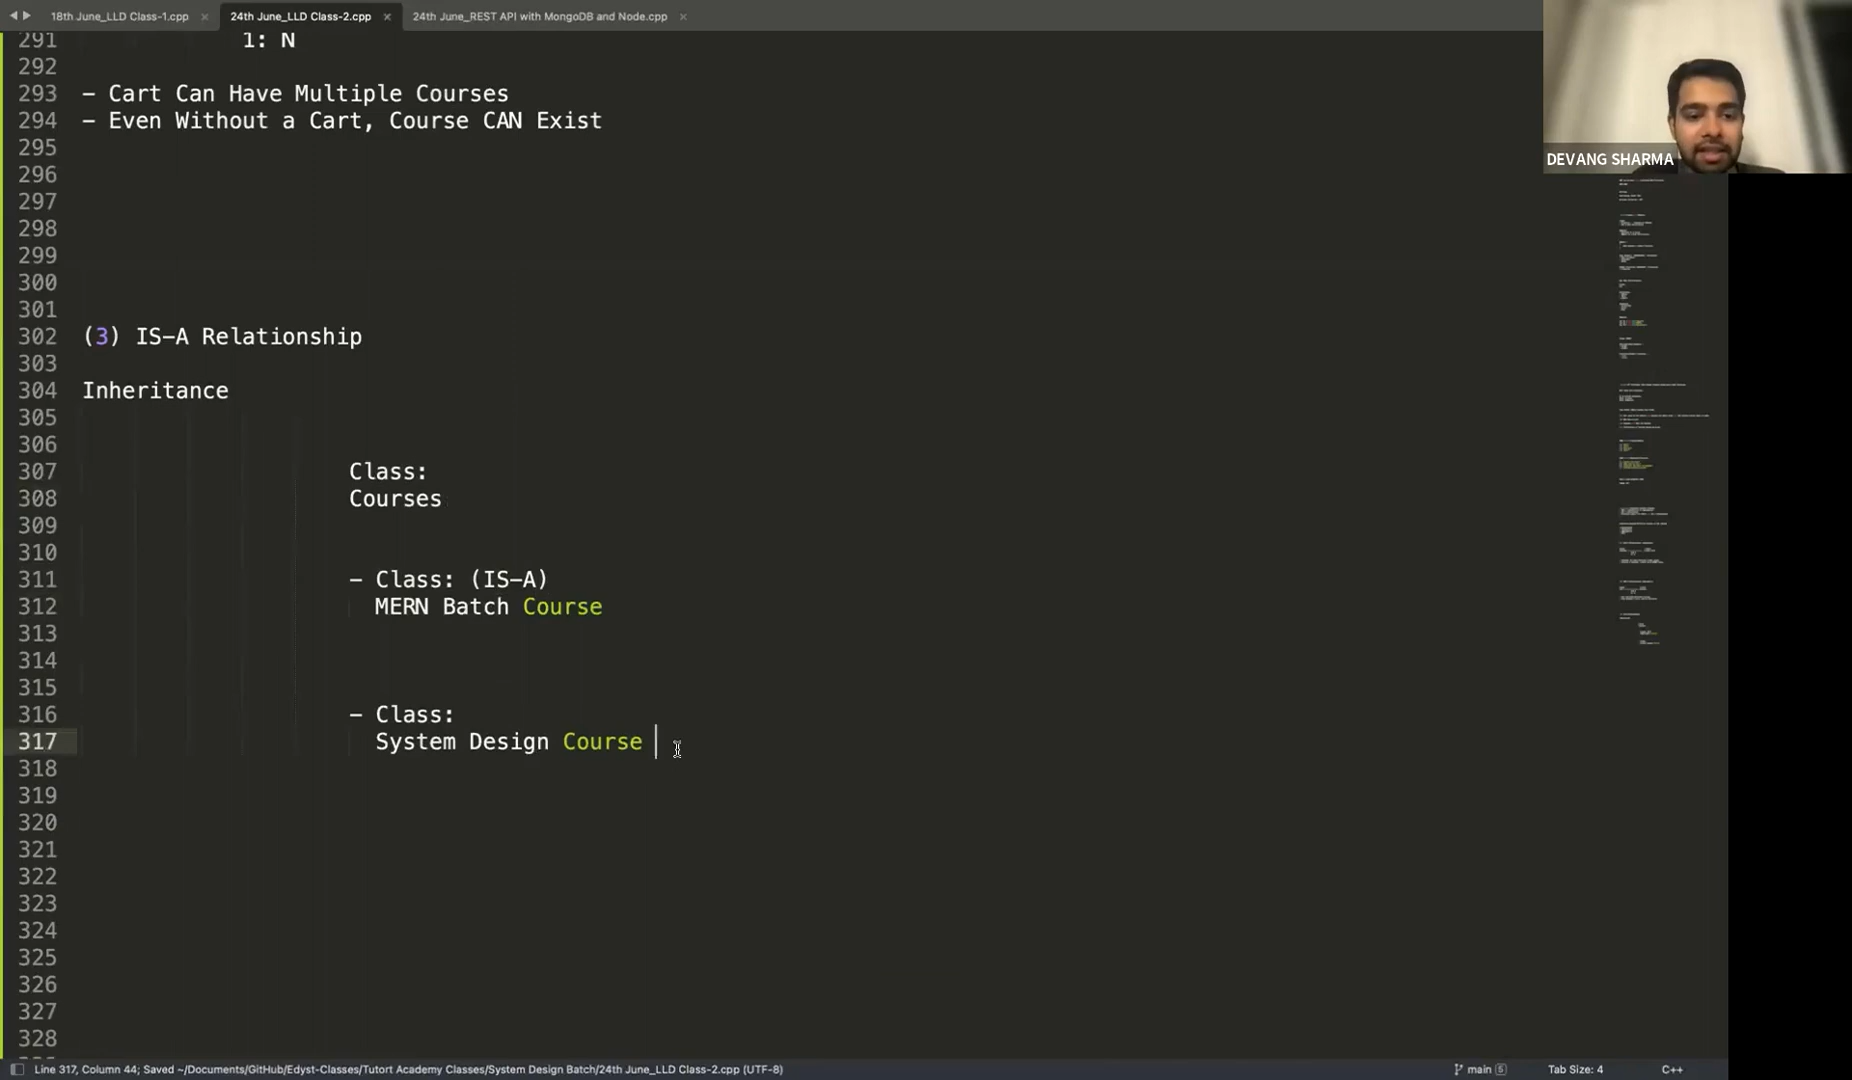 18th June_LLD Class-1.cpp
24th June_LLD Class-2.cpp
24th June_REST API with MongoDB and Node.cpp
DEVANG SHARMA
291 1: N
292
293 - Cart Can Have Multiple Courses
294 - Even Without a Cart, Course CAN Exist
295
296
297
298
299
300
301
302 (3) IS-A Relationship
303
304 Inheritance
305
306
307 Class:
308 Courses
309
310
311 - Class: (IS-A)
312 MERN Batch Course
313
314
315
316 - Class:
317 System Design Course
318
319
320
321
322
323
324
325
326
327
328
Line 317, Column 44; Saved ~/Documents/GitHub/Edyst-Classes/Tutort Academy Classes/System Design Batch/24th June_LLD Class-2.cpp (UTF-8)
main 5
Tab Size: 4
C++